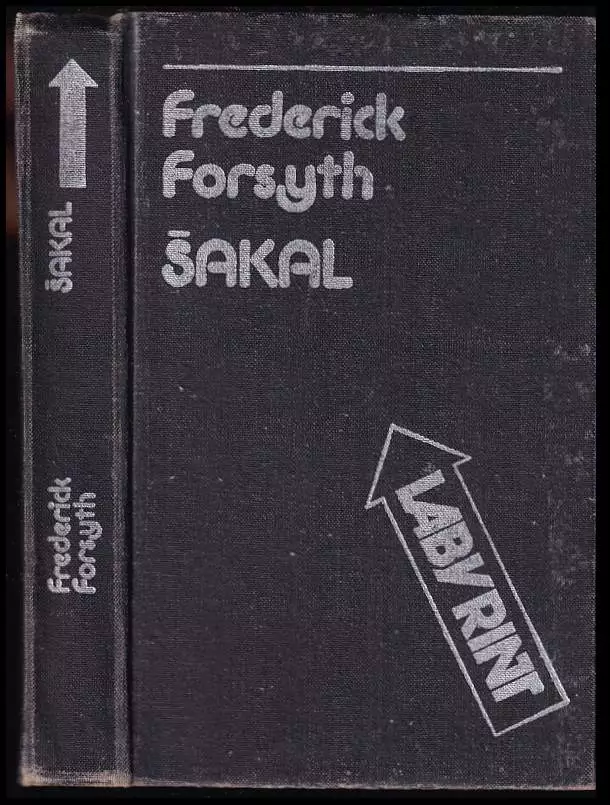 Frederick
Forsyth
ŠAKAL
LABYRINT
ŠAKAL
Frederick
Forsyth